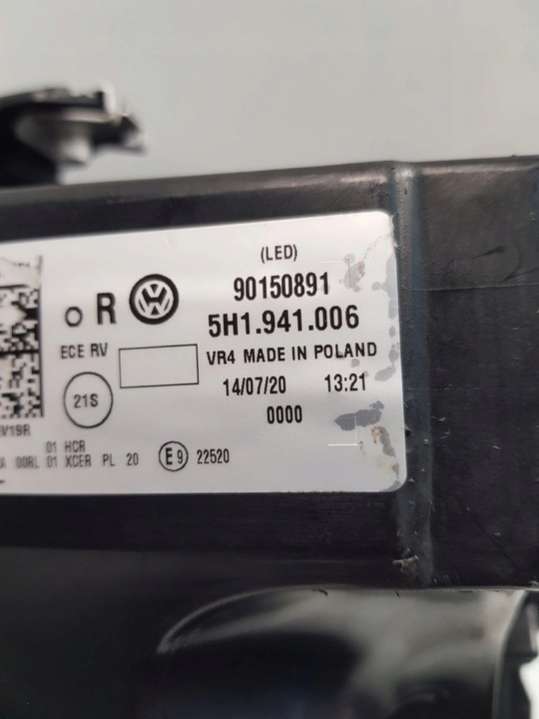 (LED)
90150891
R
5H1.941.006
ECE RV
VR4 MADE IN POLAND
14/07/20 13:21
21S
0000
V19R
01 HCR
00RL 01 XCER PL 20
E9 22520